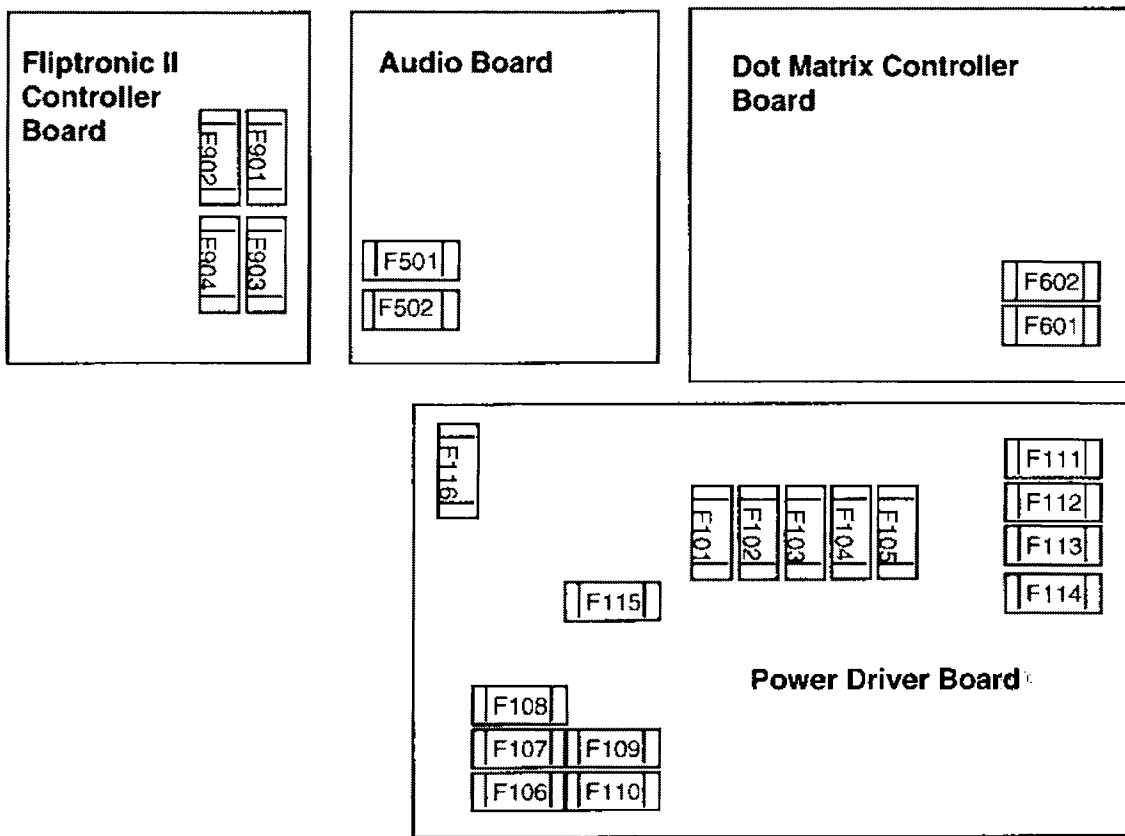 Fliptronic II
Controller
Board
F902
F901
F904
F903
Audio Board
F501
F502
Dot Matrix Controller
Board
F602
F601
F116
F101
F102
F103
F104
F105
F111
F112
F113
F114
F115
Power Driver Board
F108
F107
F109
F106
F110